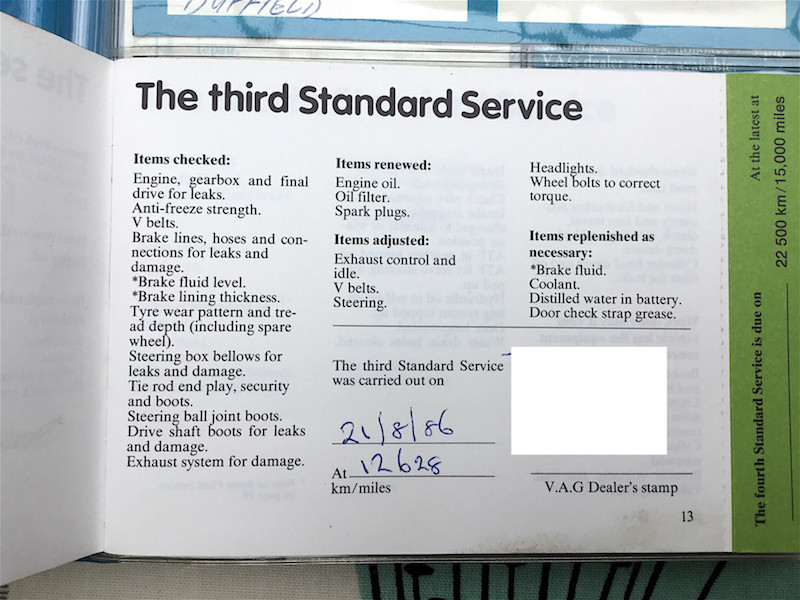 DUFFIELD
The third Standard Service
Items checked:
Engine, gearbox and final
drive for leaks.
Anti-freeze strength.
V belts.
Brake lines, hoses and con-
nections for leaks and
damage.
*Brake fluid level.
*Brake lining thickness.
Tyre wear pattern and tre-
ad depth (including spare
wheel).
Steering box bellows for
leaks and damage.
Tie rod end play, security
and boots.
Steering ball joint boots.
Drive shaft boots for leaks
and damage.
Exhaust system for damage.
Items renewed:
Engine oil.
Oil filter.
Spark plugs.
Items adjusted:
Exhaust control and
idle.
V belts.
Steering.
Headlights.
Wheel bolts to correct
torque.
Items replenished as
necessary:
*Brake fluid.
Coolant.
Distilled water in battery.
Door check strap grease.
The third Standard Service
was carried out on
21/8/86
At 12628
km/miles
V.A.G Dealer's stamp
13
The fourth Standard Service is due on
At the latest at
22 500 km/15,000 miles